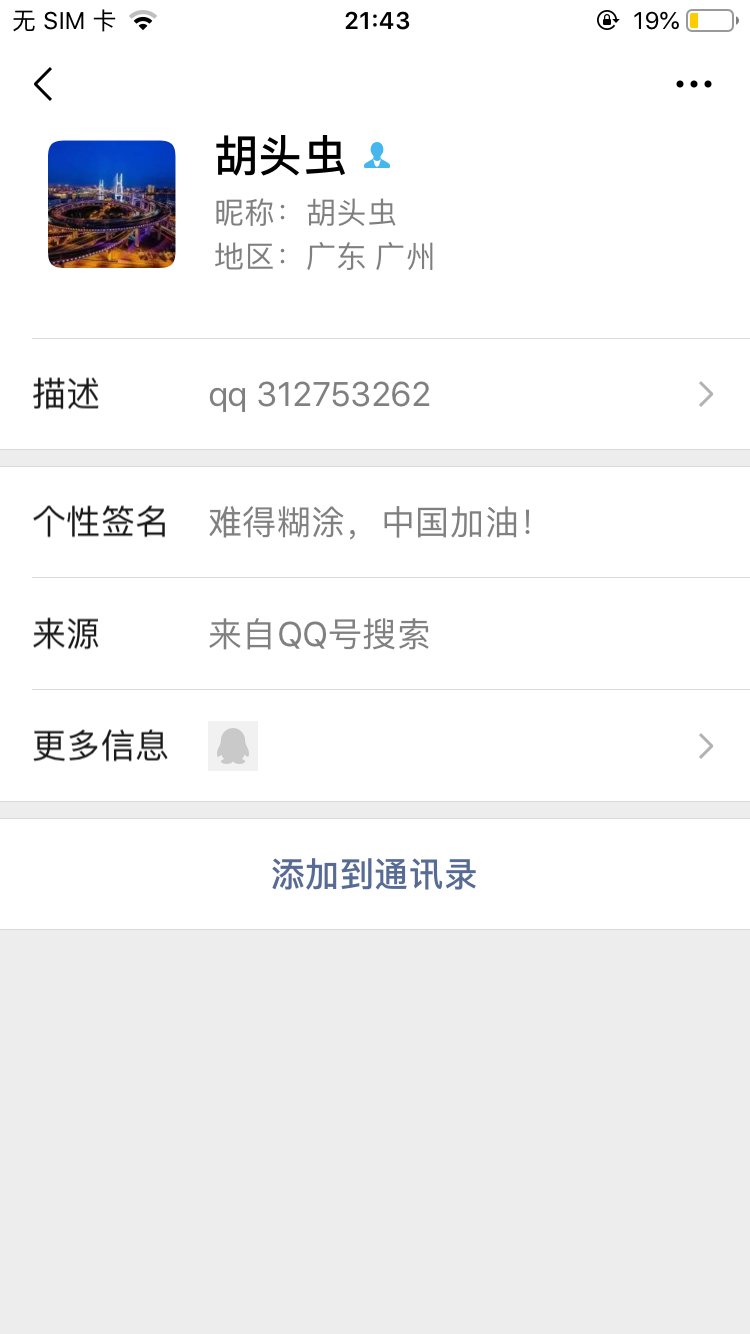 无 SIM 卡 21:43 19%
胡头虫
昵称：胡头虫
地区：广东 广州
描述 qq 312753262
个性签名 难得糊涂，中国加油！
来源 来自QQ号搜索
更多信息
添加到通讯录